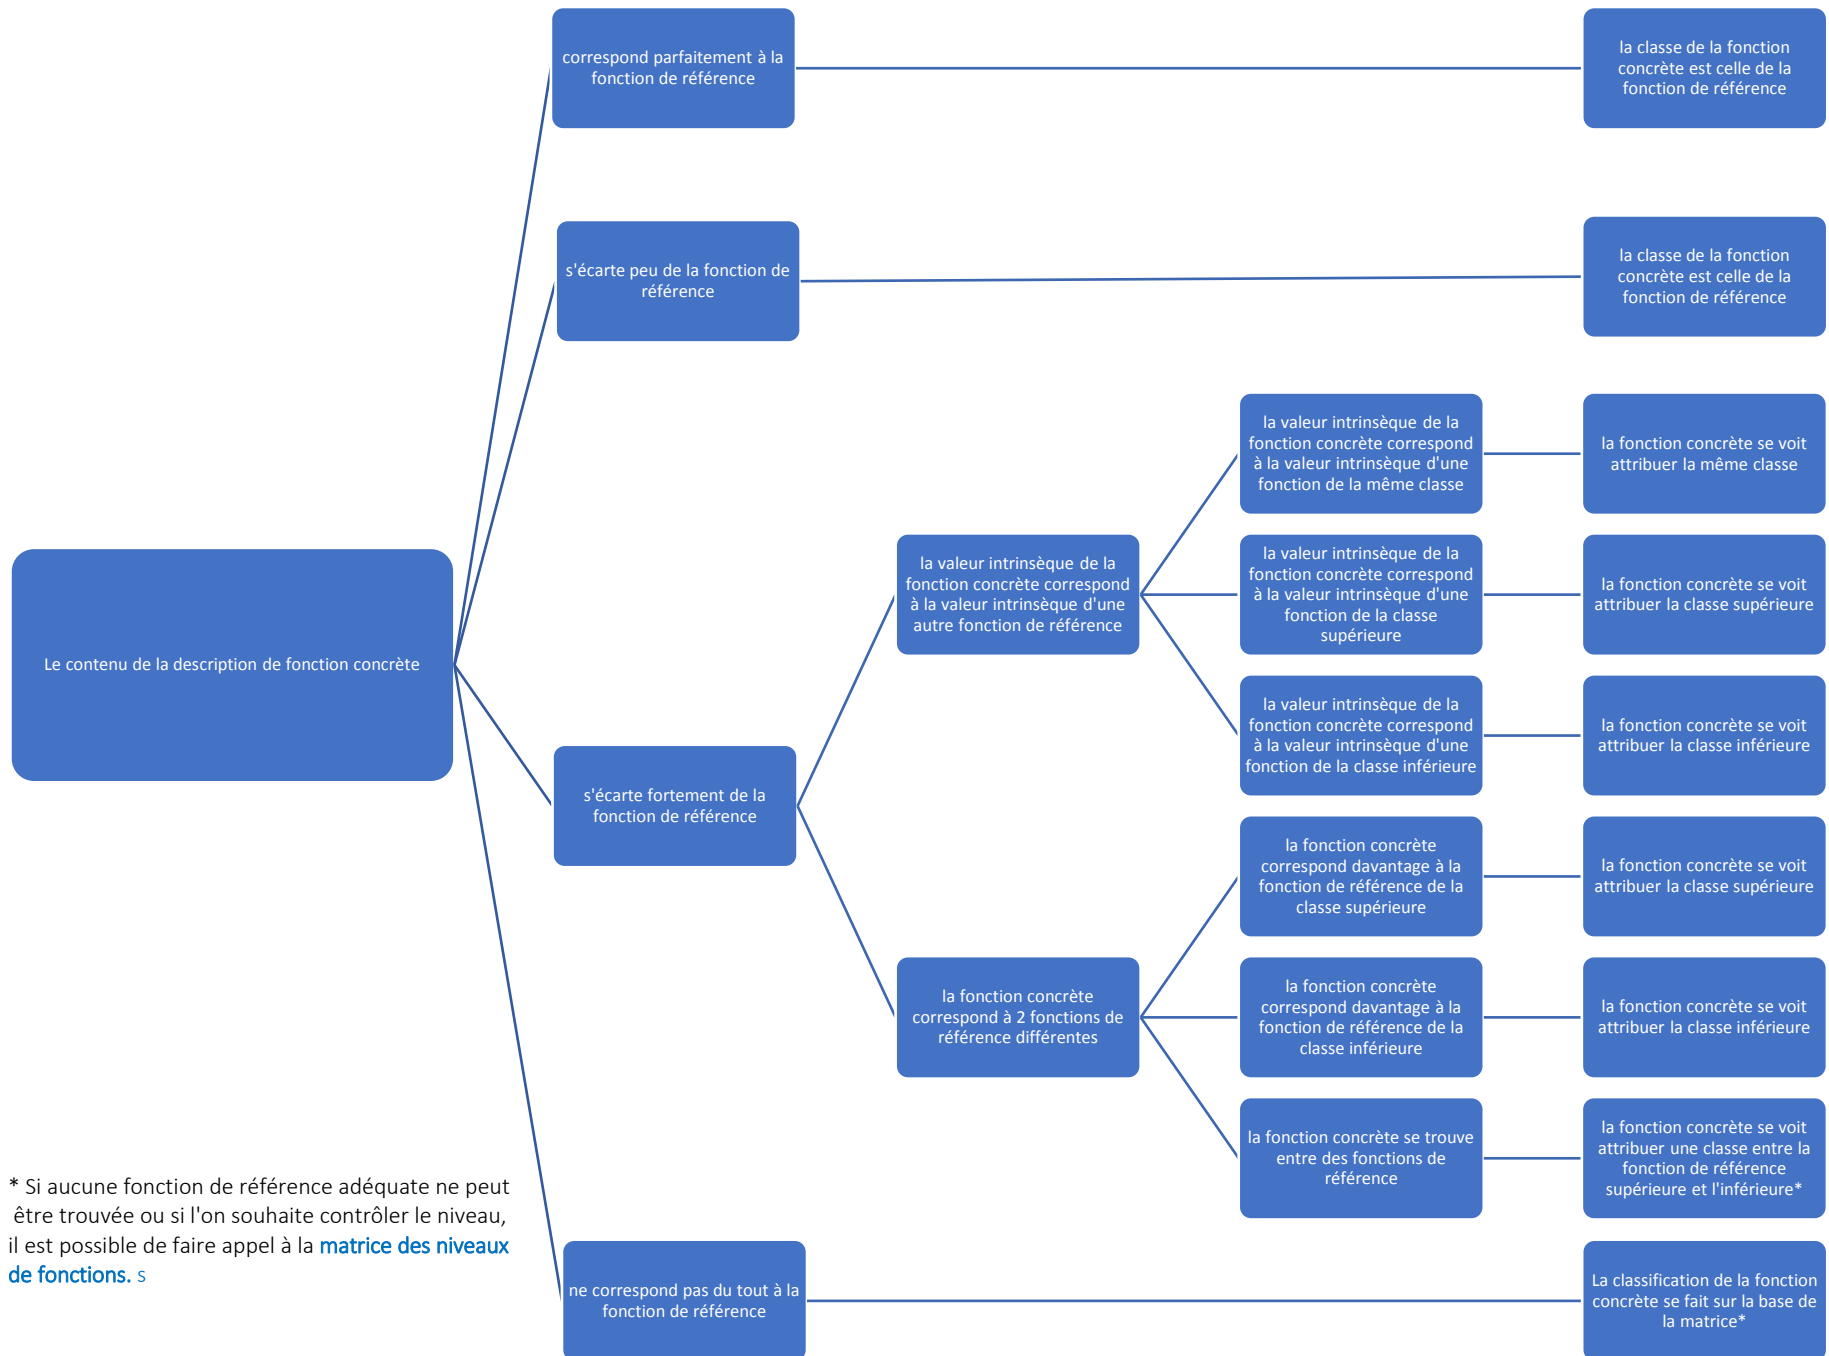 correspond parfaitement à la
fonction de référence
la classe de la fonction
concrète est celle de la
fonction de référence
s'écarte peu de la fonction de
référence
la classe de la fonction
concrète est celle de la
fonction de référence
Le contenu de la description de fonction concrète
s'écarte fortement de la
fonction de référence
la valeur intrinsèque de la
fonction concrète correspond
à la valeur intrinsèque d'une
autre fonction de référence
la valeur intrinsèque de la
fonction concrète correspond
à la valeur intrinsèque d'une
fonction de la même classe
la fonction concrète se voit
attribuer la même classe
la valeur intrinsèque de la
fonction concrète correspond
à la valeur intrinsèque d'une
fonction de la classe
supérieure
la fonction concrète se voit
attribuer la classe supérieure
la valeur intrinsèque de la
fonction concrète correspond
à la valeur intrinsèque d'une
fonction de la classe inférieure
la fonction concrète se voit
attribuer la classe inférieure
la fonction concrète
correspond à 2 fonctions de
référence différentes
la fonction concrète
correspond davantage à la
fonction de référence de la
classe supérieure
la fonction concrète se voit
attribuer la classe supérieure
la fonction concrète
correspond davantage à la
fonction de référence de la
classe inférieure
la fonction concrète se voit
attribuer la classe inférieure
la fonction concrète se trouve
entre des fonctions de
référence
la fonction concrète se voit
attribuer une classe entre la
fonction de référence
supérieure et l'inférieure*
ne correspond pas du tout à la
fonction de référence
La classification de la fonction
concrète se fait sur la base de
la matrice*
* Si aucune fonction de référence adéquate ne peut
être trouvée ou si l'on souhaite contrôler le niveau,
il est possible de faire appel à la matrice des niveaux
de fonctions. s